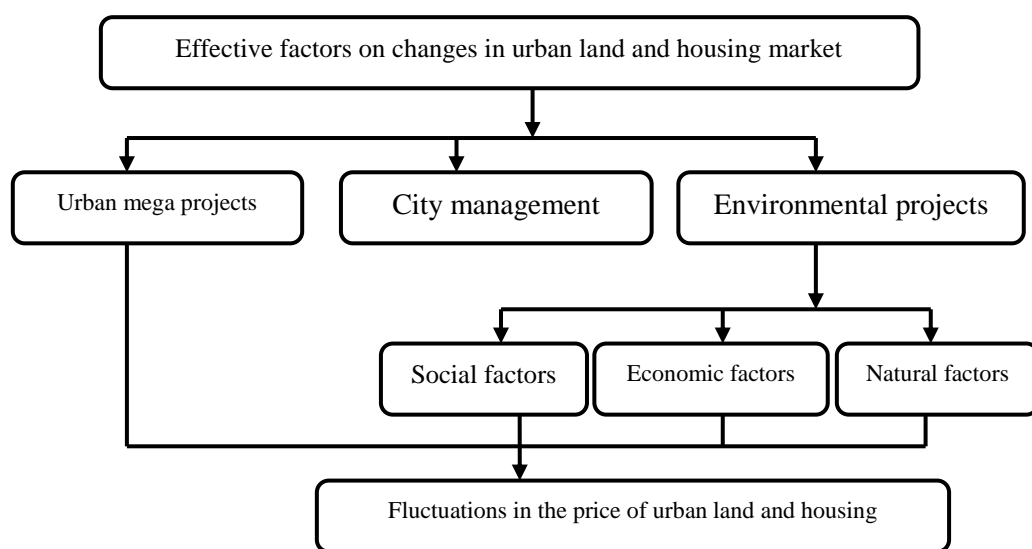 Effective factors on changes in urban land and housing market
Urban mega projects
City management
Environmental projects
Social factors
Economic factors
Natural factors
Fluctuations in the price of urban land and housing